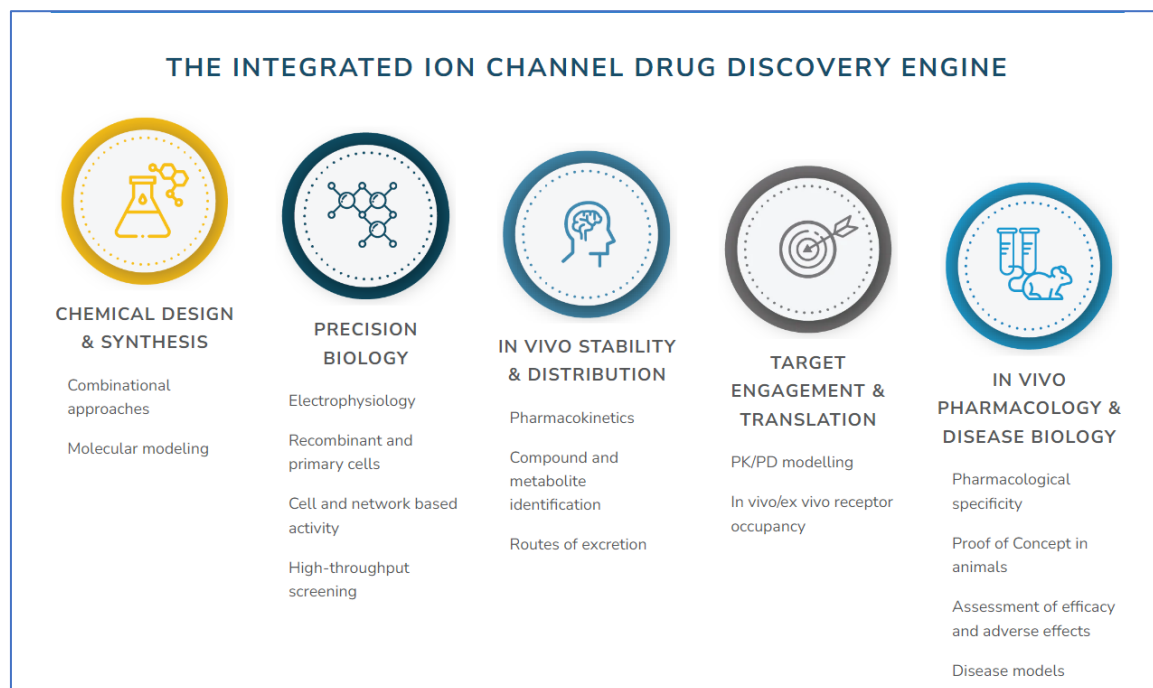 THE INTEGRATED ION CHANNEL DRUG DISCOVERY ENGINE
CHEMICAL DESIGN
& SYNTHESIS
Combinational
approaches
Molecular modeling
PRECISION
BIOLOGY
Electrophysiology
Recombinant and
primary cells
Cell and network based
activity
High-throughput
screening
IN VIVO STABILITY
& DISTRIBUTION
Pharmacokinetics
Compound and
metabolite
identification
Routes of excretion
TARGET
ENGAGEMENT &
TRANSLATION
PK/PD modelling
In vivo/ex vivo receptor
occupancy
IN VIVO
PHARMACOLOGY &
DISEASE BIOLOGY
Pharmacological
specificity
Proof of Concept in
animals
Assessment of efficacy
and adverse effects
Disease models